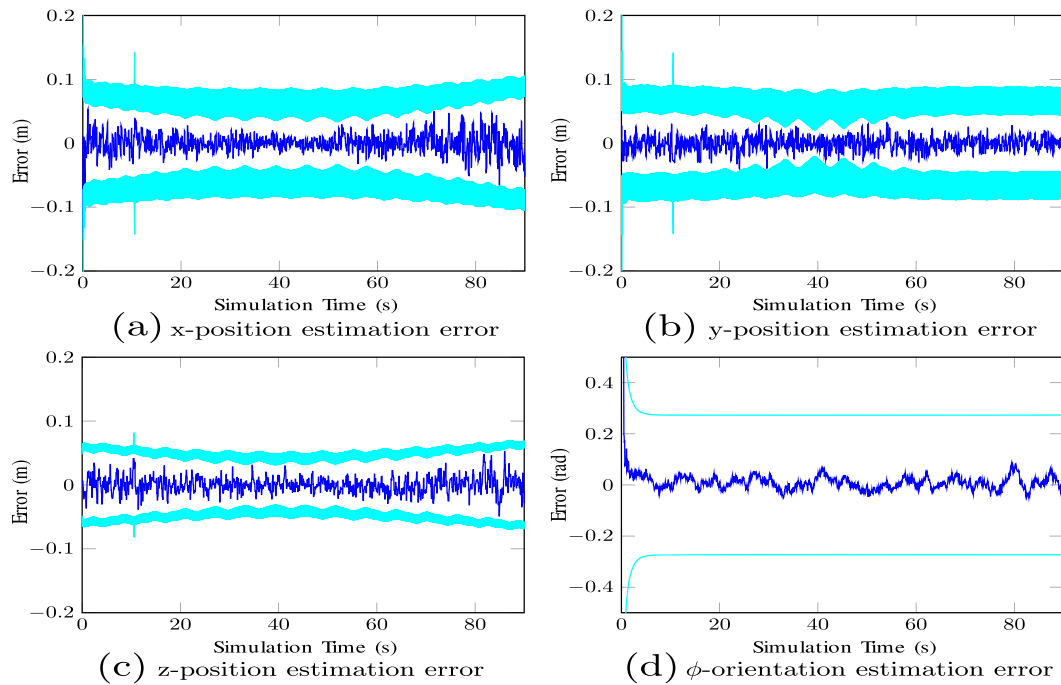 0.2
0.1
0
−0.1
−0.2
Error (m)
0 20 40 60 80
Simulation Time (s)
(a) x-position estimation error
0.2
0.1
0
−0.1
−0.2
Error (m)
0 20 40 60 80
Simulation Time (s)
(b) y-position estimation error
0.2
0.1
0
−0.1
−0.2
Error (m)
0 20 40 60 80
Simulation Time (s)
(c) z-position estimation error
0.4
0.2
0
−0.2
−0.4
Error (rad)
0 20 40 60 80
Simulation Time (s)
(d) ϕ-orientation estimation error